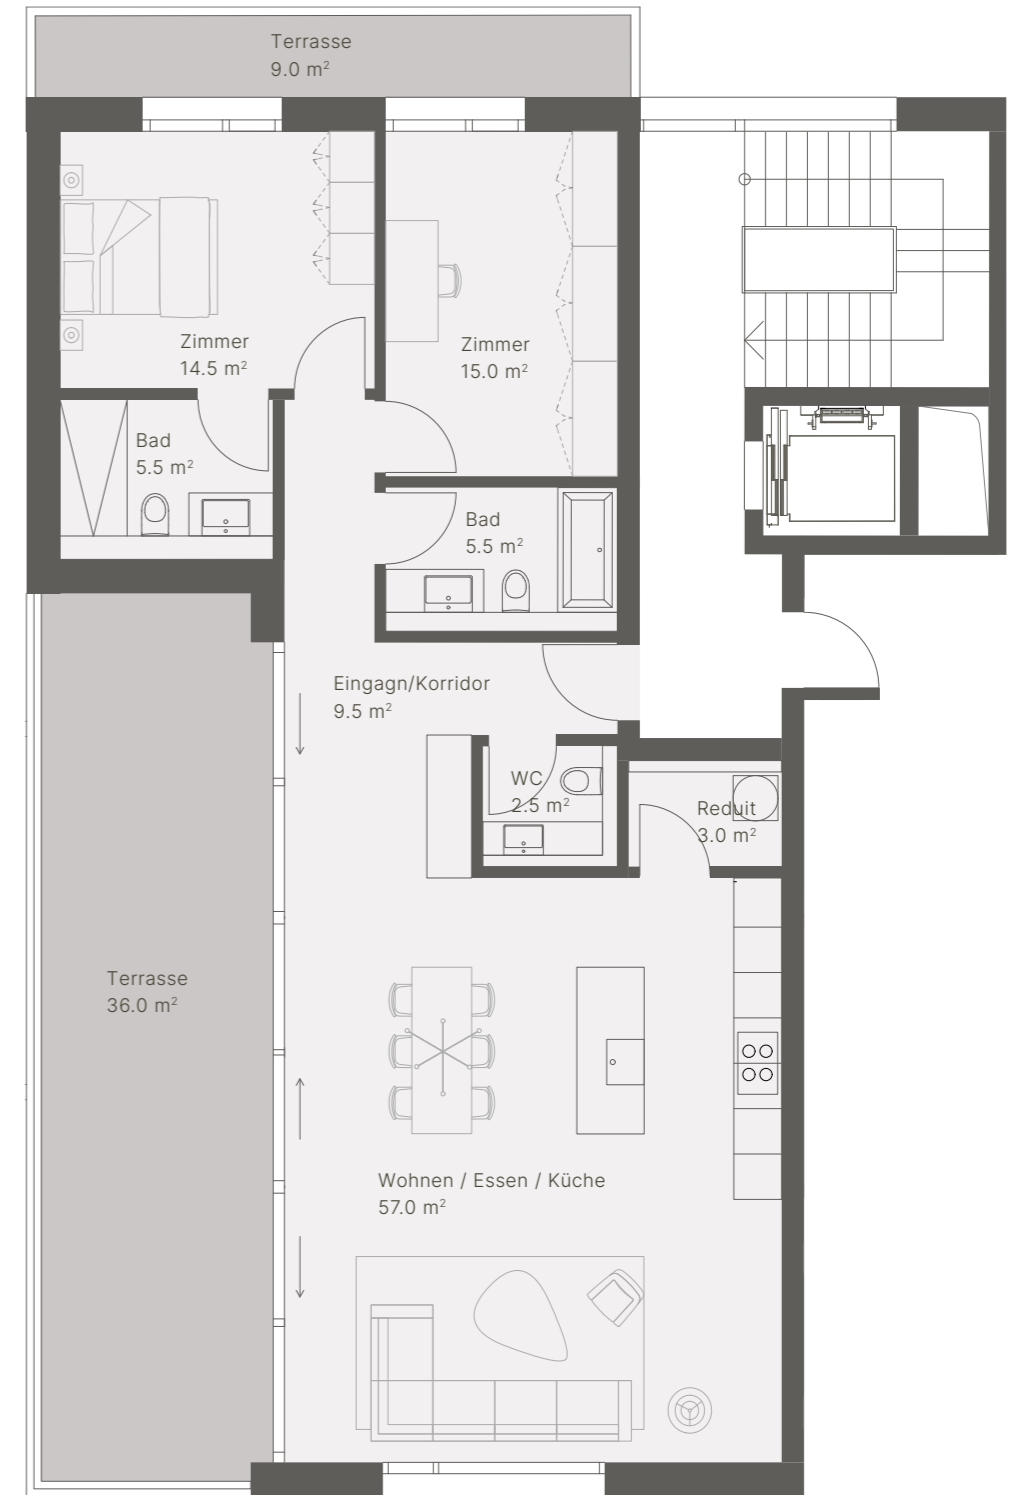 Terrasse
9.0 m²
Zimmer
14.5 m²
Zimmer
15.0 m²
Bad
5.5 m²
Bad
5.5 m²
Eingagn/Korridor
9.5 m²
WC
2.5 m²
Reduit
3.0 m²
Terrasse
36.0 m²
Wohnen / Essen / Küche
57.0 m²